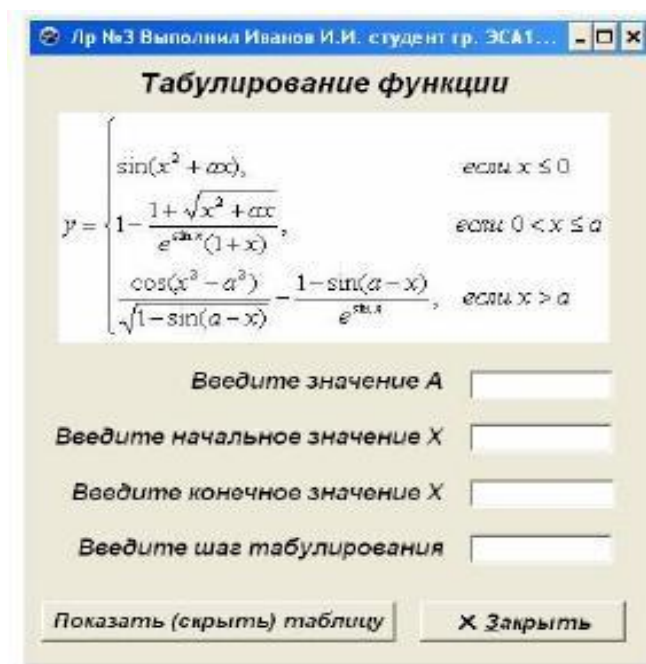 Лр №3 Выполнил Иванов И.И. студент гр. ЭСА1...
Табулирование функции
sin(x² + ax), если x ≤ 0
y = { 1 − (1 + √(x² + ax)) / (e^(sin x)(1 + x)), если 0 < x ≤ a
cos(x³ − a³) / √(1 − sin(a − x)) − (1 − sin(a − x)) / e^(sin x), если x > a
Введите значение А
Введите начальное значение X
Введите конечное значение X
Введите шаг табулирования
Показать (скрыть) таблицу
Закрыть